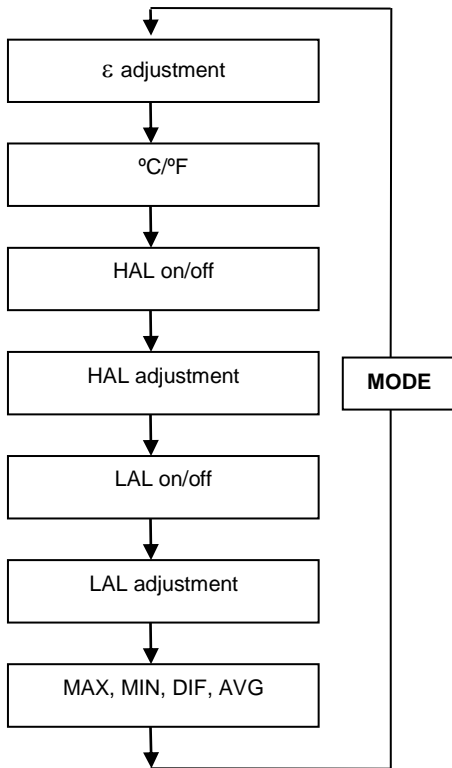 ε adjustment
ºC/ºF
HAL on/off
HAL adjustment
MODE
LAL on/off
LAL adjustment
MAX, MIN, DIF, AVG